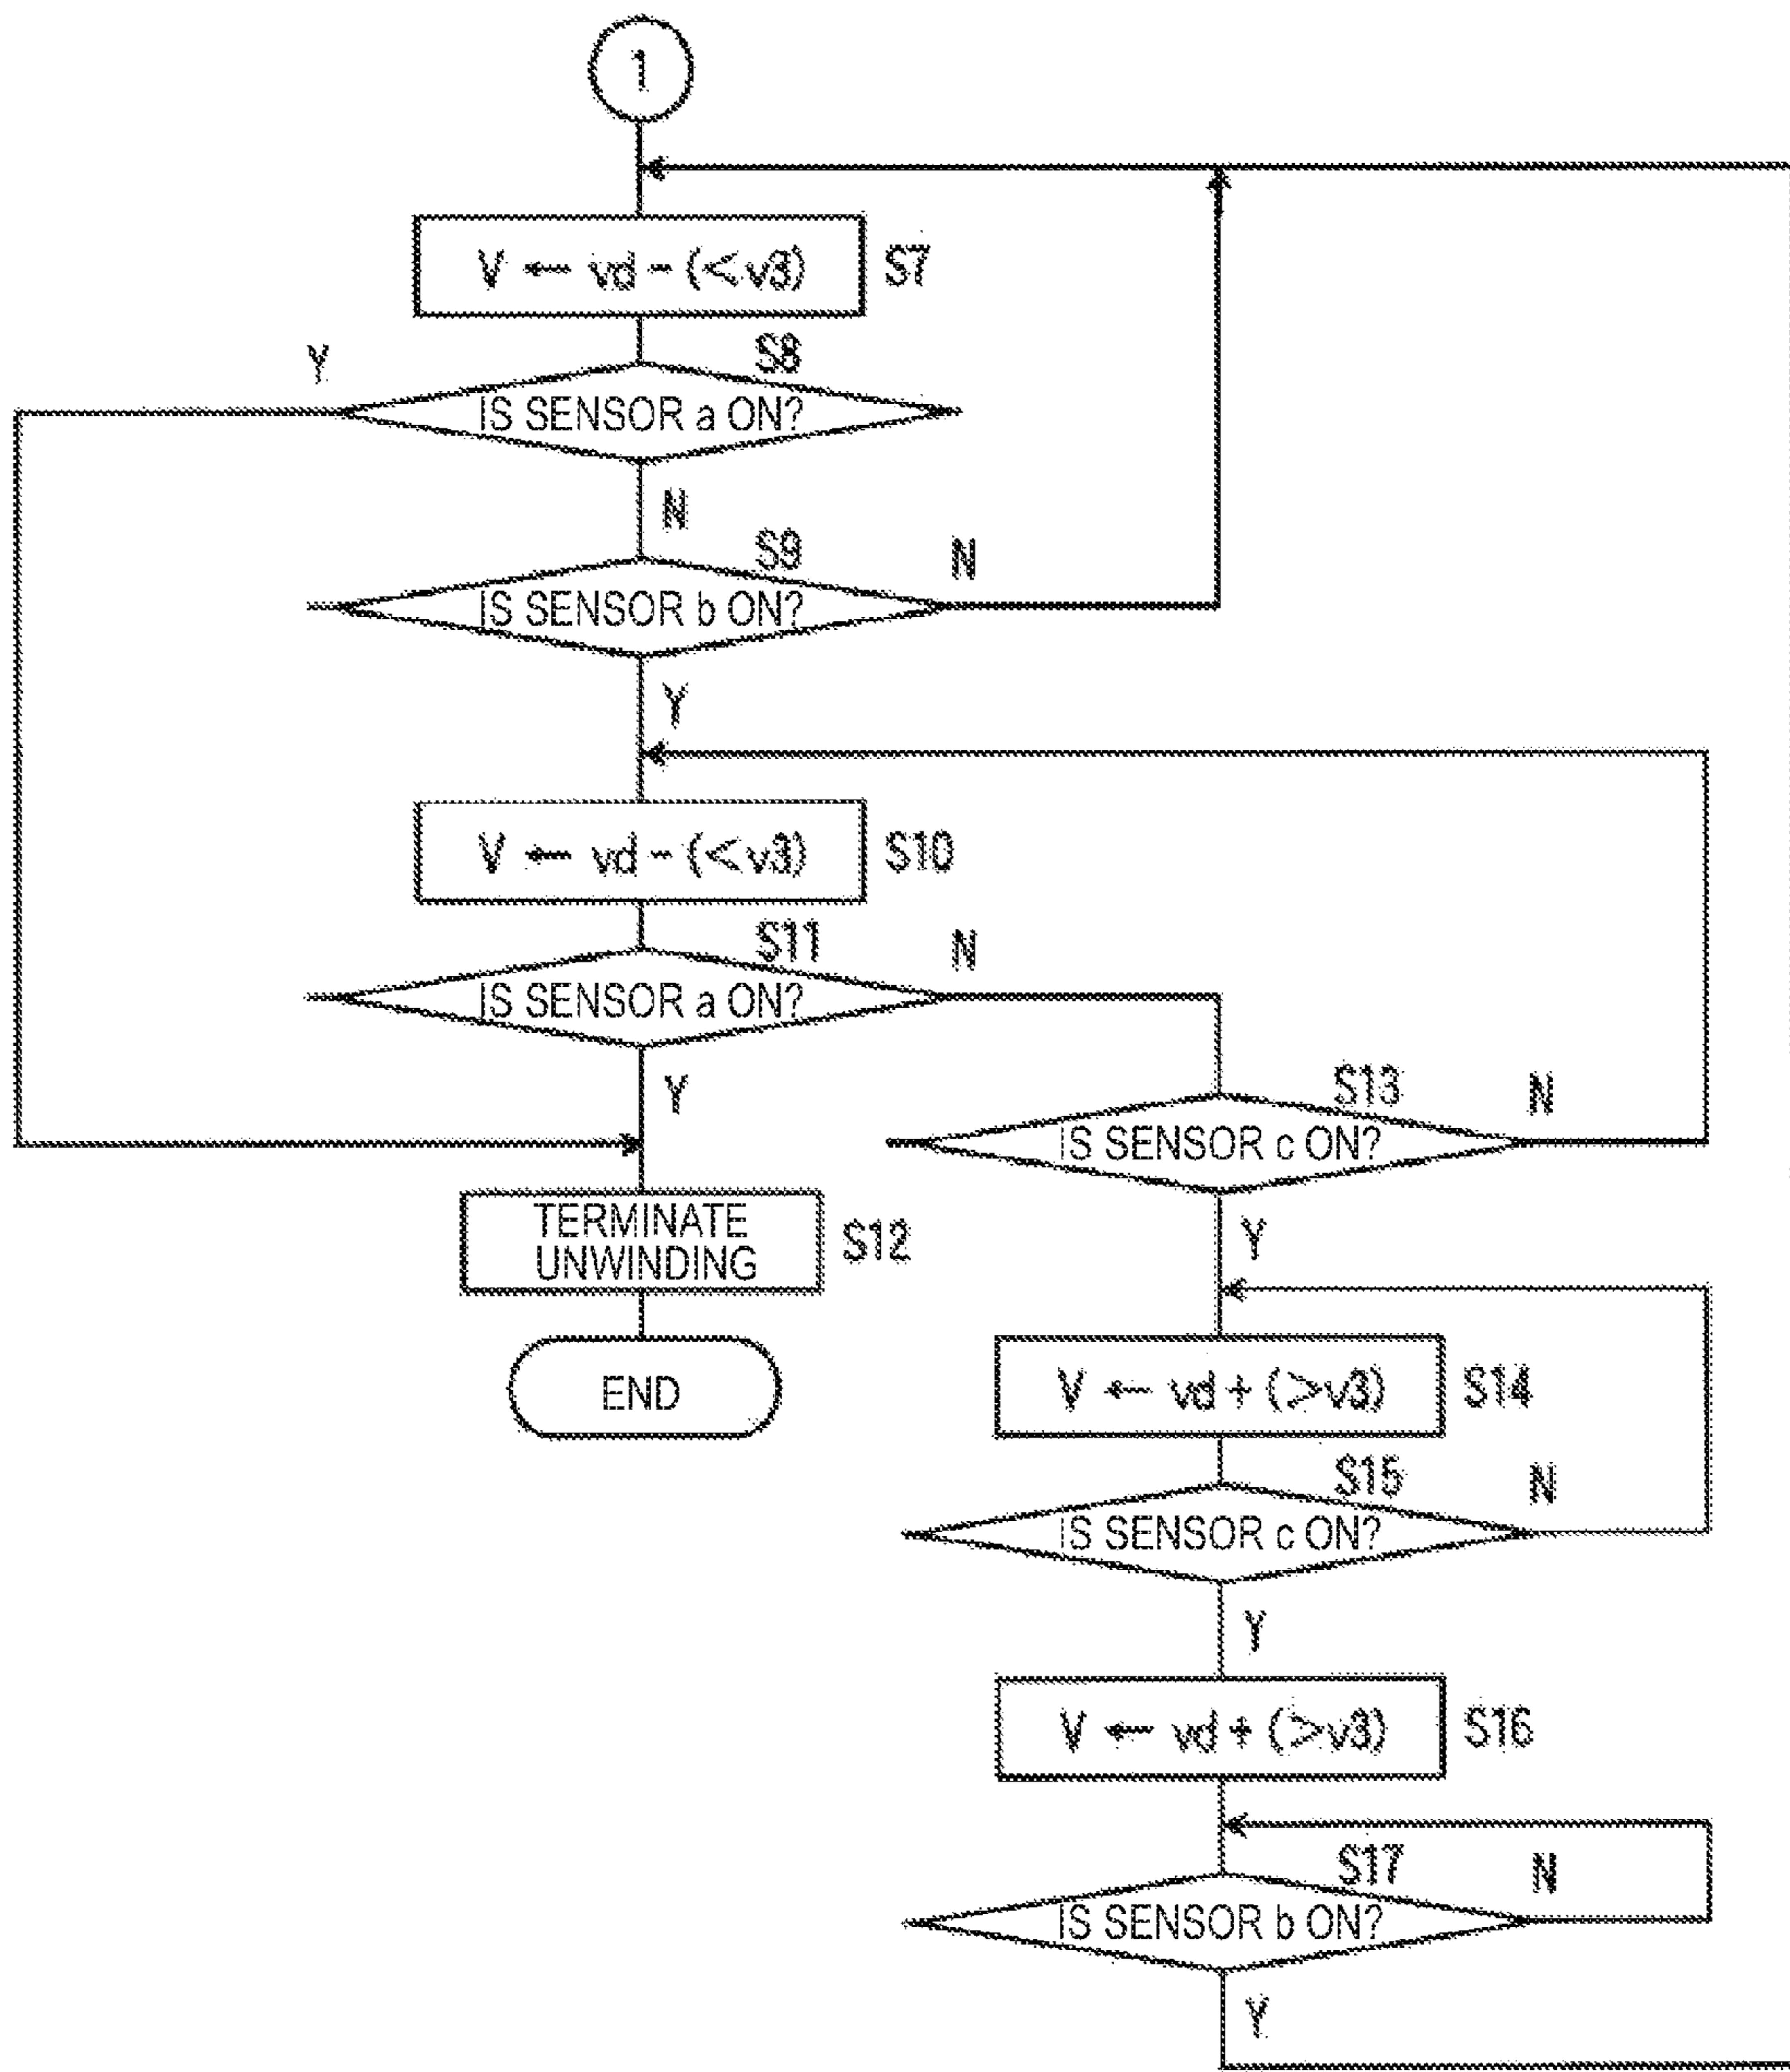 1
V ← vd - (<v3) S7
S8
Y
IS SENSOR a ON?
N
S9
N
IS SENSOR b ON?
Y
V ← vd - (<v3) S10
S11
N
IS SENSOR a ON?
Y
S13
N
IS SENSOR c ON?
TERMINATE
UNWINDING
S12
Y
END
V ← vd + (>v3) S14
S15
N
IS SENSOR c ON?
Y
V ← vd + (>v3) S16
S17
N
IS SENSOR b ON?
Y